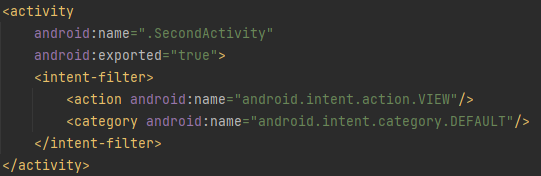 <activity
    android:name=".SecondActivity"
    android:exported="true">
    <intent-filter>
        <action android:name="android.intent.action.VIEW"/>
        <category android:name="android.intent.category.DEFAULT"/>
    </intent-filter>
</activity>